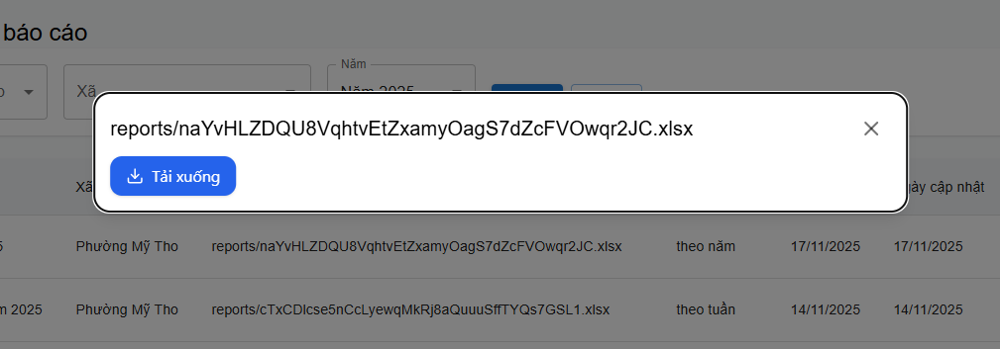 báo cáo
Năm
Xã
Năm 2025
reports/naYvHLZDQU8VqhtvEtZxamyOagS7dZcFVOwqr2JC.xlsx
Tải xuống
Xã
ày cập nhật
5
Phường Mỹ Tho
reports/naYvHLZDQU8VqhtvEtZxamyOagS7dZcFVOwqr2JC.xlsx
theo năm
17/11/2025
17/11/2025
m 2025
Phường Mỹ Tho
reports/cTxCDlcse5nCcLyewqMkRj8aQuuuSffTYQs7GSL1.xlsx
theo tuần
14/11/2025
14/11/2025